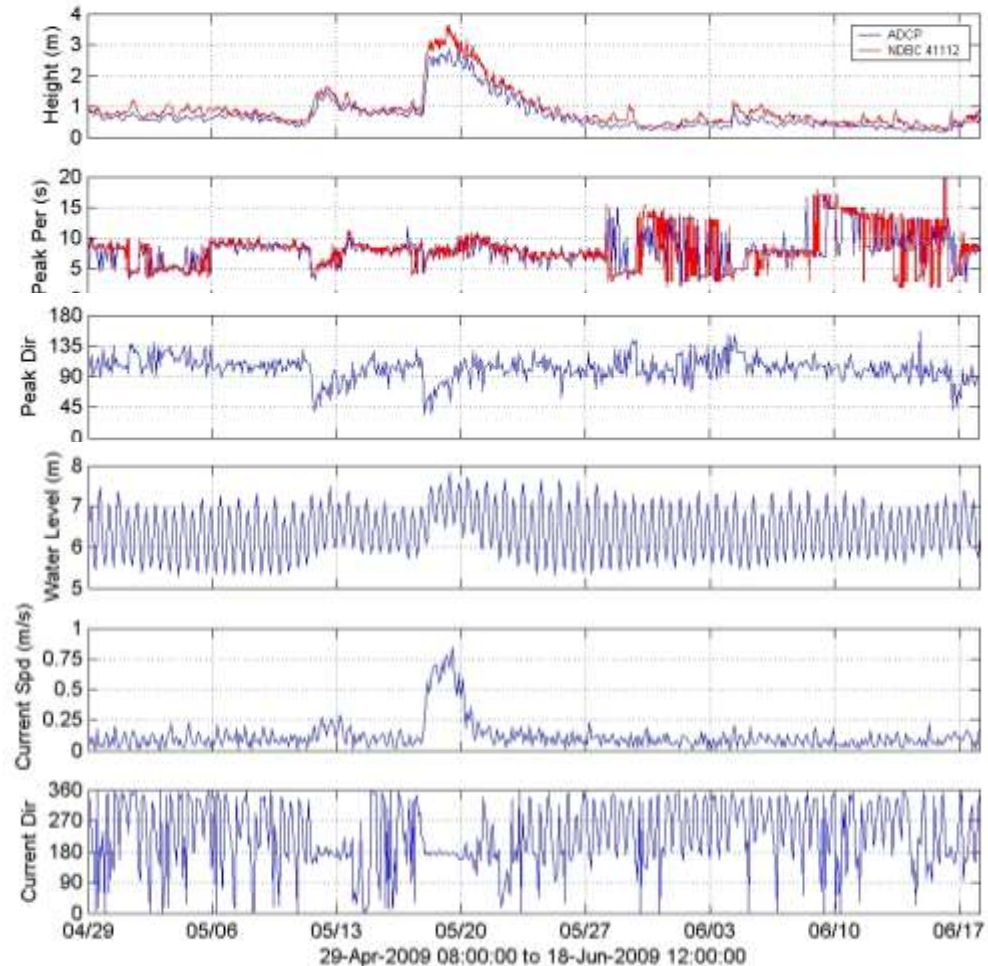 4
3
2
1
0
Height (m)
ADCP
NDBC 41112
20
15
10
5
Peak Per (s)
180
135
90
45
0
Peak Dir
8
7
6
5
Water Level (m)
1
0.75
0.5
0.25
0
Current Spd (m/s)
360
270
180
90
0
Current Dir
04/29 05/06 05/13 05/20 05/27 06/03 06/10 06/17
29-Apr-2009 08:00:00 to 18-Jun-2009 12:00:00